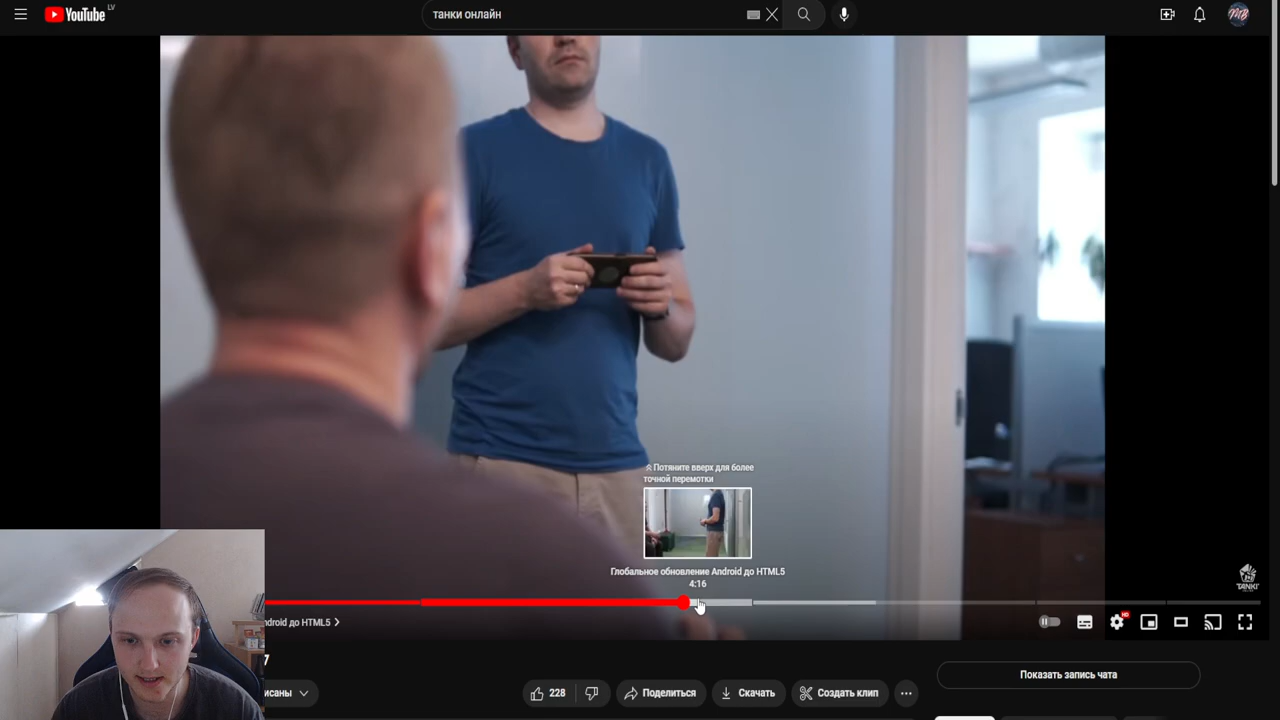 YouTube LV
танки онлайн
Потяните вверх для более
точной перемотки
Глобальное обновление Android до HTML5
4:16
TANKI
ndroid до HTML5
HD
7
исаны
228
Поделиться
Скачать
Создать клип
Показать запись чата